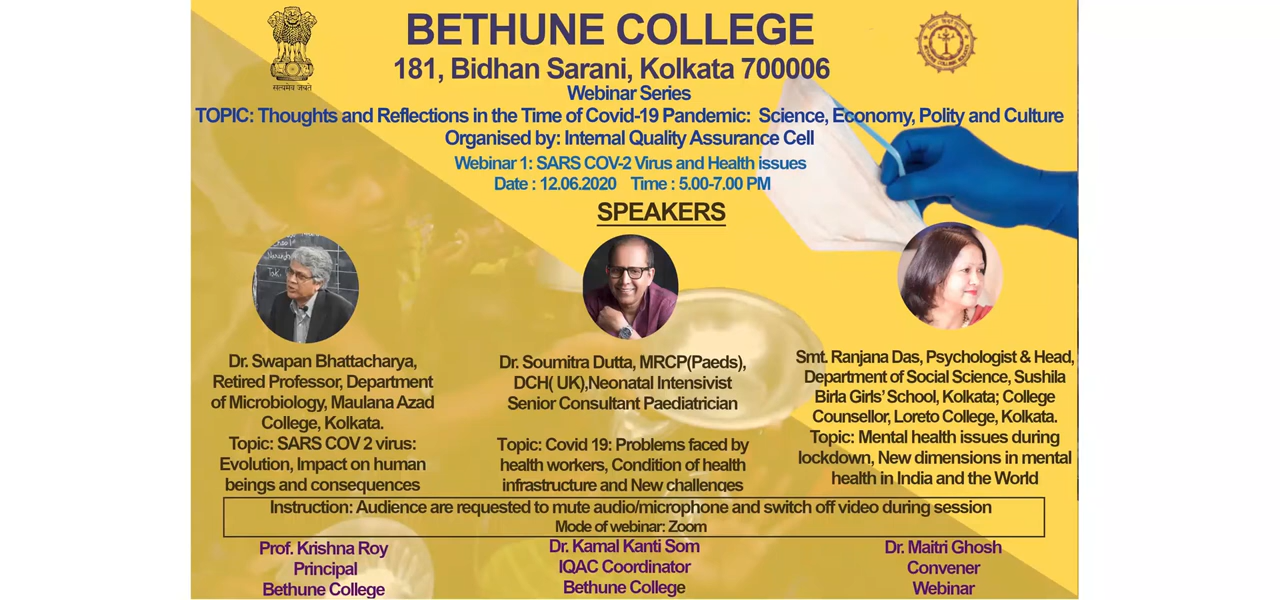 BETHUNE COLLEGE
181, Bidhan Sarani, Kolkata 700006
Webinar Series
TOPIC: Thoughts and Reflections in the Time of Covid-19 Pandemic: Science, Economy, Polity and Culture
Organised by: Internal Quality Assurance Cell
Webinar 1: SARS COV-2 Virus and Health issues
Date : 12.06.2020 Time : 5.00-7.00 PM
सत्यमेव जयते
SPEAKERS
Dr. Swapan Bhattacharya,
Retired Professor, Department
of Microbiology, Maulana Azad
College, Kolkata.
Topic: SARS COV 2 virus:
Evolution, Impact on human
beings and consequences
Dr. Soumitra Dutta, MRCP(Paeds),
DCH( UK),Neonatal Intensivist
Senior Consultant Paediatrician
Topic: Covid 19: Problems faced by
health workers, Condition of health
infrastructure and New challenges
Smt. Ranjana Das, Psychologist & Head,
Department of Social Science, Sushila
Birla Girls' School, Kolkata; College
Counsellor, Loreto College, Kolkata.
Topic: Mental health issues during
lockdown, New dimensions in mental
health in India and the World
Instruction: Audience are requested to mute audio/microphone and switch off video during session
Mode of webinar: Zoom
Prof. Krishna Roy
Principal
Bethune College
Dr. Kamal Kanti Som
IQAC Coordinator
Bethune College
Dr. Maitri Ghosh
Convener
Webinar